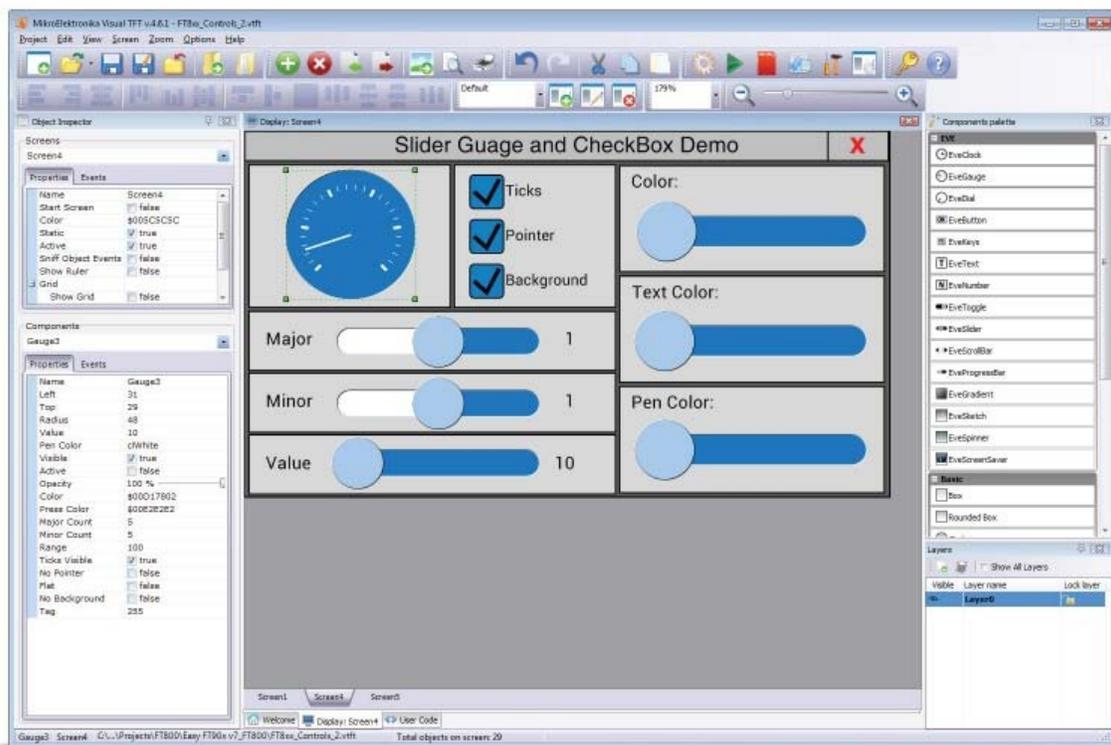 MikroElektronika Visual TFT v.4.6.1 - FT8xx_Controls_2.vtft
Project Edit View Screen Zoom Options Help
Default
179%
Object Inspector
Screens
Screen4
Properties Events
Name Screen4
Start Screen false
Color $005C5C5C
Static true
Active true
Sniff Object Events false
Show Ruler false
Grid
Show Grid false
Components
Gauge3
Properties Events
Name Gauge3
Left 31
Top 29
Radius 48
Value 10
Pen Color clWhite
Visible true
Active false
Opacity 100 %
Color $00D17802
Press Color $00E2E2E2
Major Count 5
Minor Count 5
Range 100
Ticks Visible true
No Pointer false
Flat false
No Background false
Tag 255
Display: Screen4
Slider Guage and CheckBox Demo
X
Ticks
Pointer
Background
Color:
Text Color:
Pen Color:
Major 1
Minor 1
Value 10
Screen1 Screen4 Screen5
Welcome Display: Screen4 User Code
Components palette
EVE
EveClock
EveGauge
EveDial
EveButton
EveKeys
EveText
EveNumber
EveToggle
EveSlider
EveScrollBar
EveProgressBar
EveGradient
EveSketch
EveSpinner
EveScreenSaver
Basic
Box
Rounded Box
Layers
Show All Layers
Visible Layer name Lock layer
Layer0
Gauge3 Screen4 C:\...\Projects\FT800\Easy FT90x v7_FT800\FT8xx_Controls_2.vtft Total objects on screen: 29